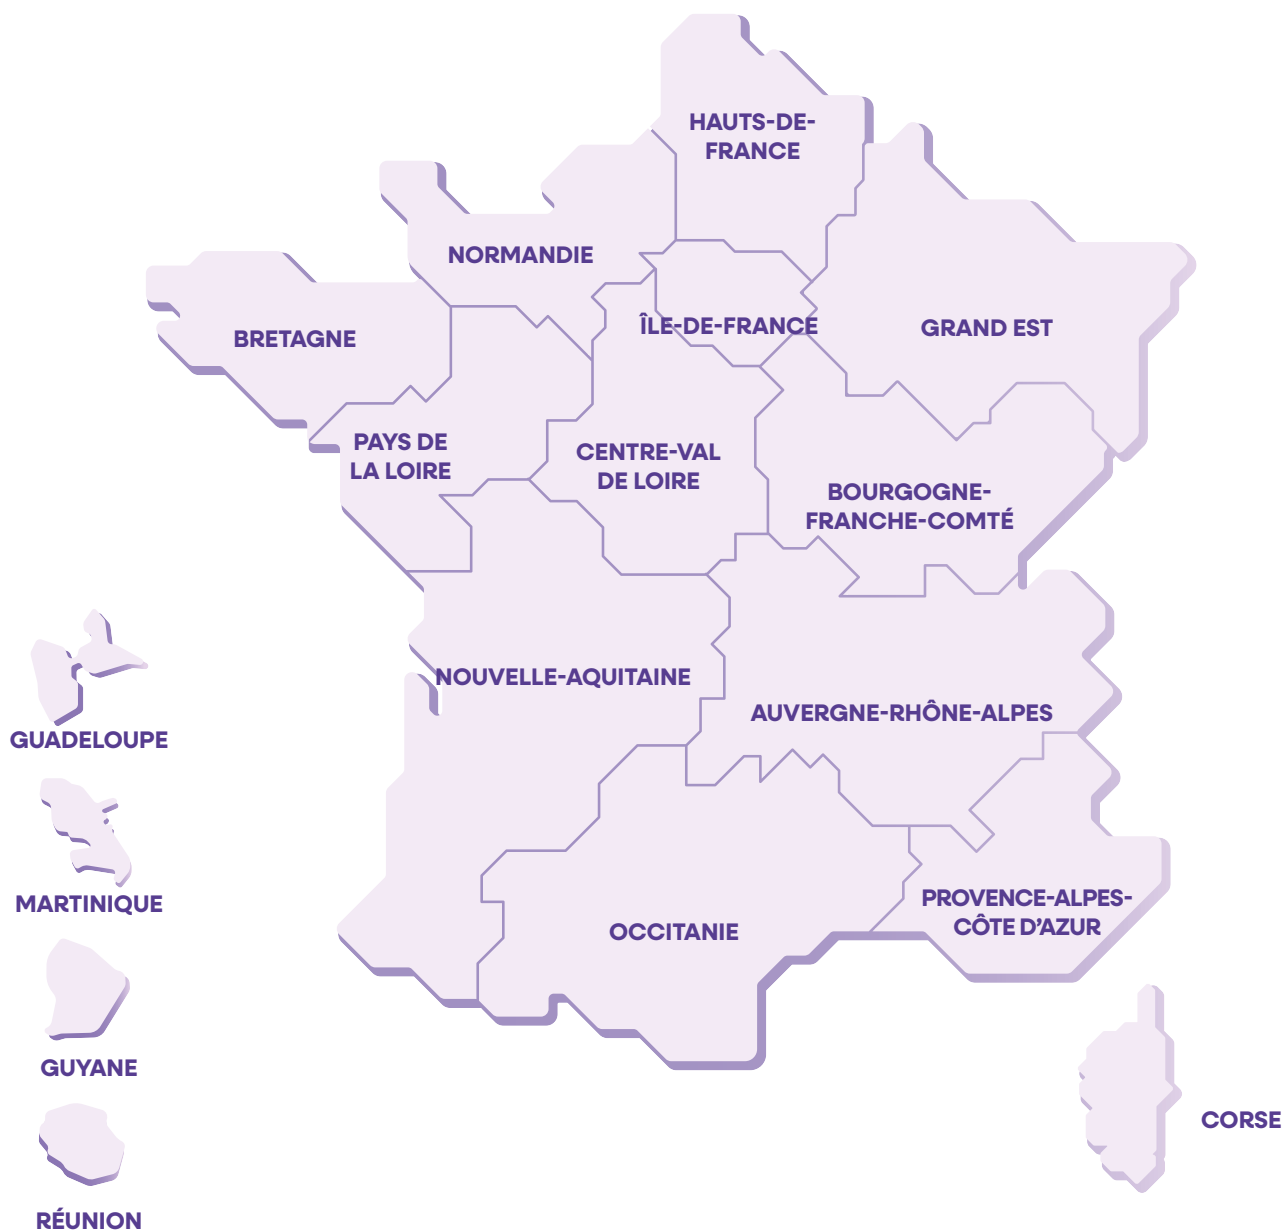 HAUTS-DE-
FRANCE
NORMANDIE
BRETAGNE
ÎLE-DE-FRANCE
GRAND EST
PAYS DE
LA LOIRE
CENTRE-VAL
DE LOIRE
BOURGOGNE-
FRANCHE-COMTÉ
NOUVELLE-AQUITAINE
AUVERGNE-RHÔNE-ALPES
OCCITANIE
PROVENCE-ALPES-
CÔTE D’AZUR
CORSE
GUADELOUPE
MARTINIQUE
GUYANE
RÉUNION